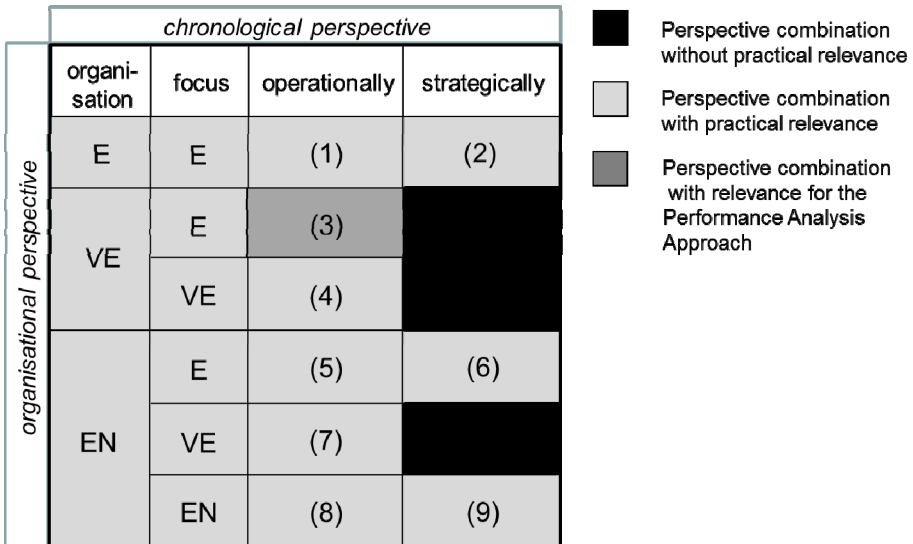 chronological perspective
organisational perspective
organi-
sation
focus
operationally
strategically
E
E
(1)
(2)
VE
E
(3)
VE
(4)
EN
E
(5)
(6)
VE
(7)
EN
(8)
(9)
Perspective combination
without practical relevance
Perspective combination
with practical relevance
Perspective combination
with relevance for the
Performance Analysis
Approach